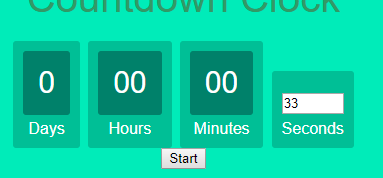 Countdown Clock
0 00 00 33
Days Hours Minutes Seconds
Start